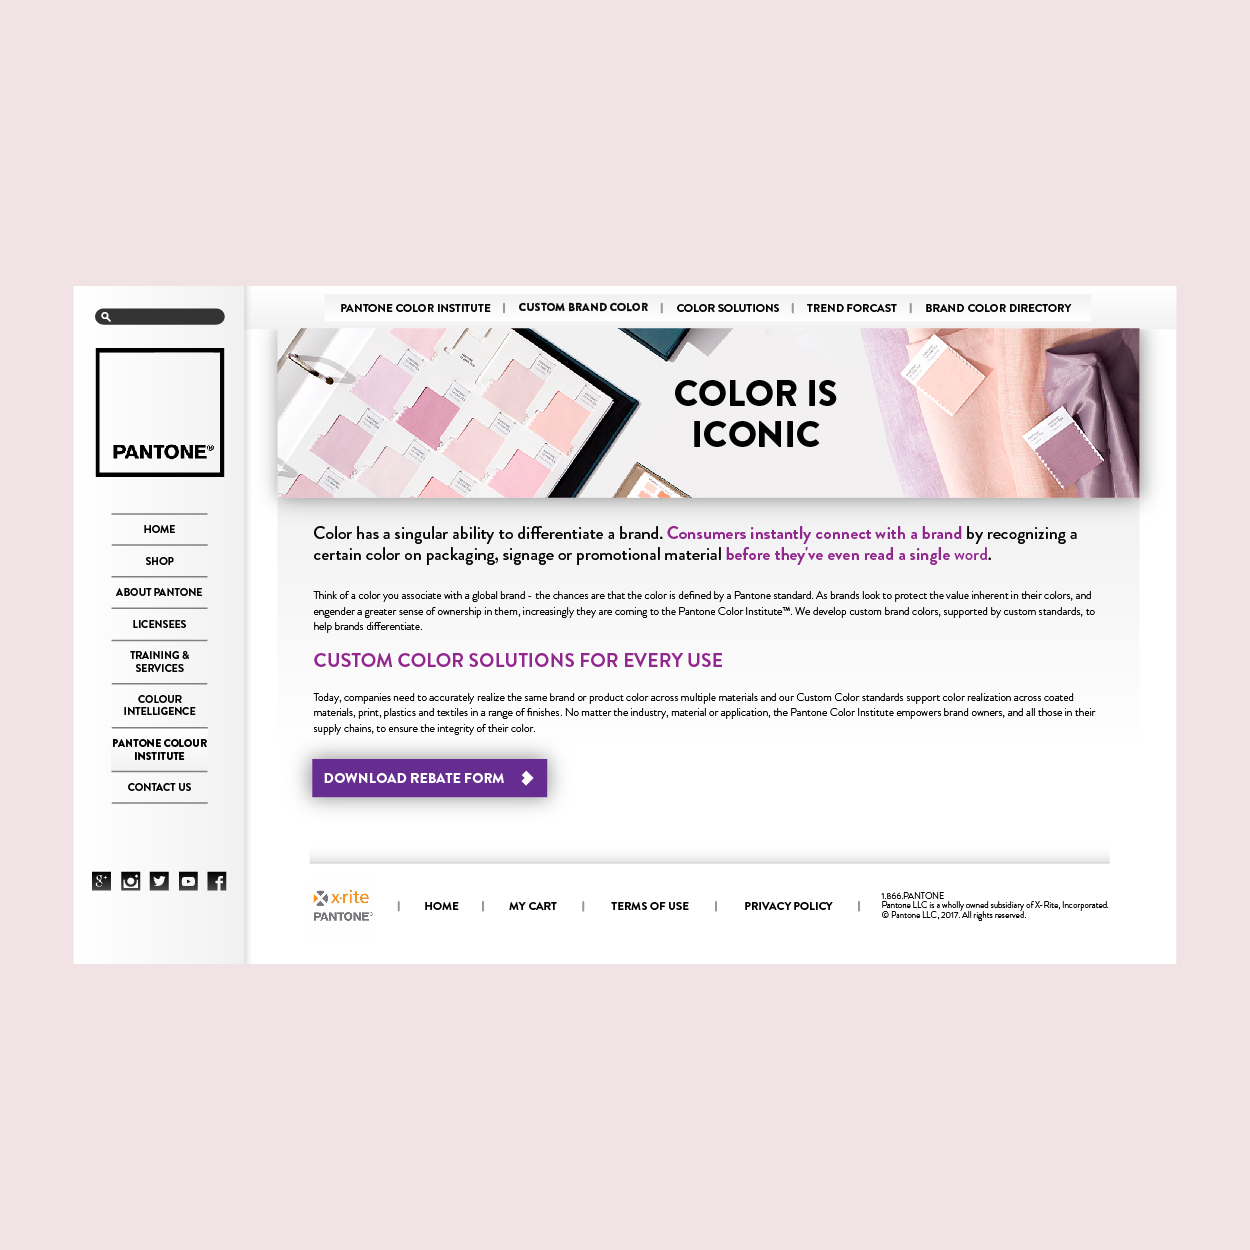 PANTONE COLOR INSTITUTE | CUSTOM BRAND COLOR | COLOR SOLUTIONS | TREND FORCAST | BRAND COLOR DIRECTORY
PANTONE®
HOME
SHOP
ABOUT PANTONE
LICENSEES
TRAINING &
SERVICES
COLOUR
INTELLIGENCE
PANTONE COLOUR
INSTITUTE
CONTACT US
COLOR IS
ICONIC
Color has a singular ability to differentiate a brand. Consumers instantly connect with a brand by recognizing a
certain color on packaging, signage or promotional material before they've even read a single word.
Think of a color you associate with a global brand - the chances are that the color is defined by a Pantone standard. As brands look to protect the value inherent in their colors, and
engender a greater sense of ownership in them, increasingly they are coming to the Pantone Color Institute™. We develop custom brand colors, supported by custom standards, to
help brands differentiate.
CUSTOM COLOR SOLUTIONS FOR EVERY USE
Today, companies need to accurately realize the same brand or product color across multiple materials and our Custom Color standards support color realization across coated
materials, print, plastics and textiles in a range of finishes. No matter the industry, material or application, the Pantone Color Institute empowers brand owners, and all those in their
supply chains, to ensure the integrity of their color.
DOWNLOAD REBATE FORM
x·rite
PANTONE®
| HOME | MY CART | TERMS OF USE | PRIVACY POLICY |
1.866.PANTONE
Pantone LLC is a wholly owned subsidiary of X-Rite, Incorporated.
© Pantone LLC, 2017. All rights reserved.